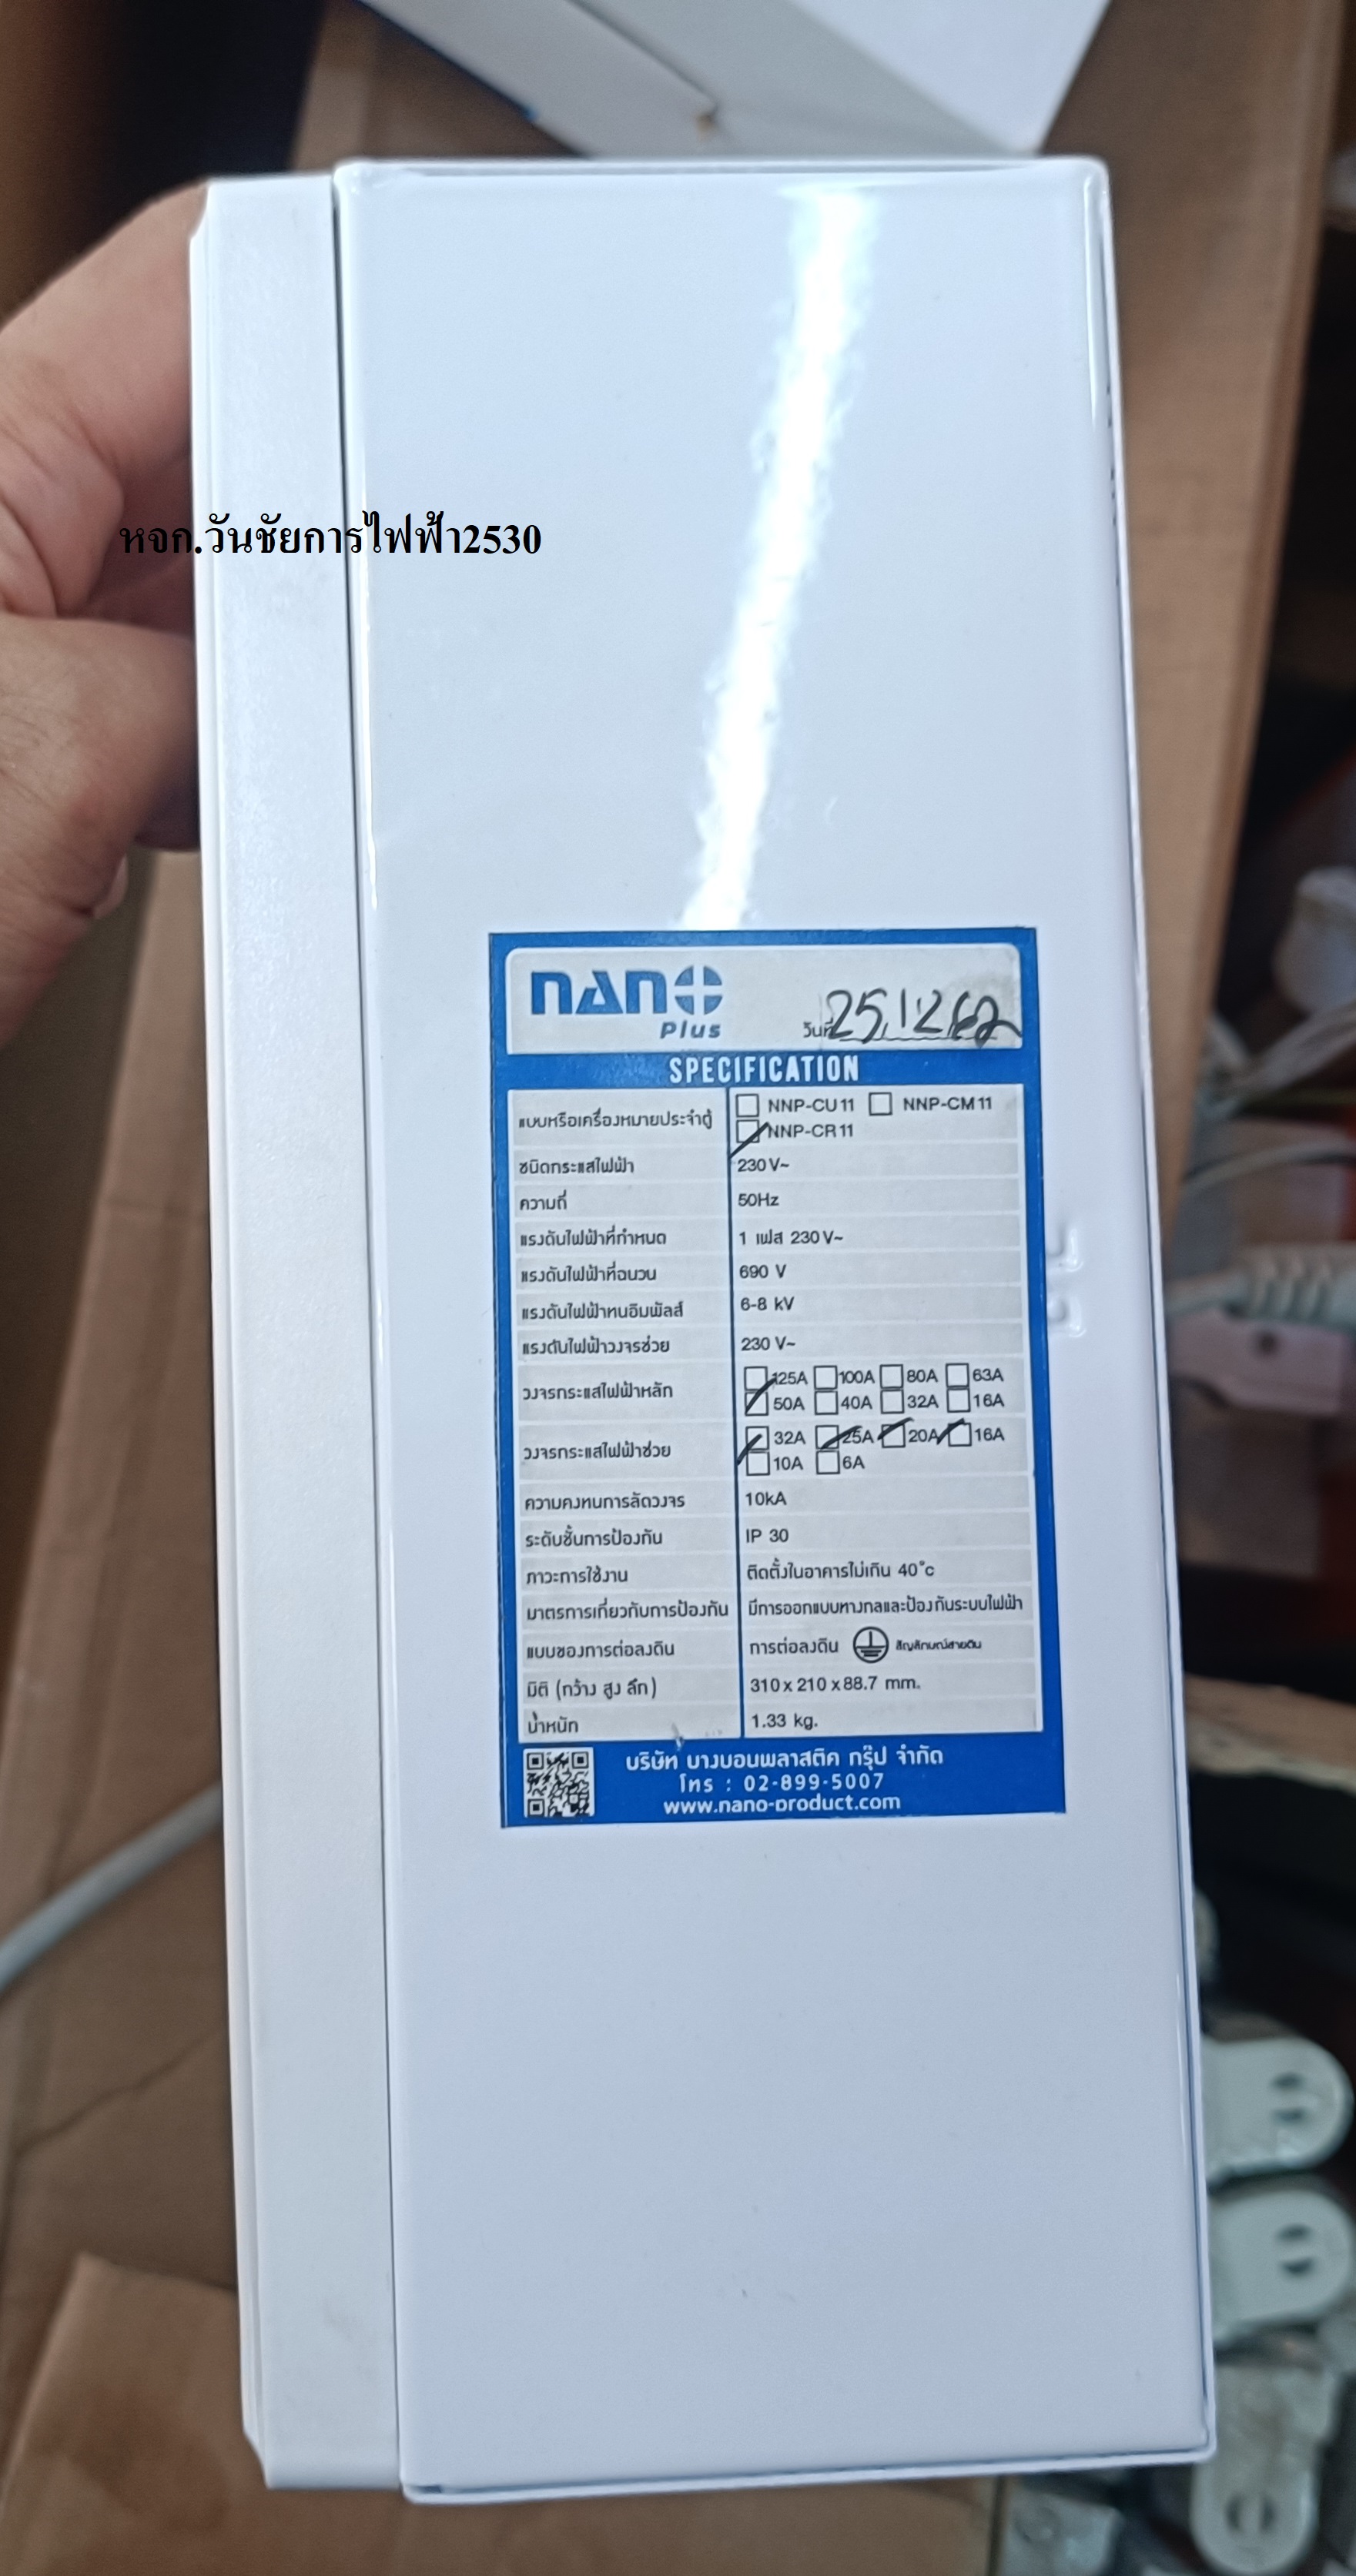 หจก.วันชัยการไฟฟ้า2530
nano
Plus
วันที่ 25/12/62
SPECIFICATION
แบบหรือเครื่องหมายประจำตู้ NNP-CU11 NNP-CM11
NNP-CR11
ชนิดกระแสไฟฟ้า 230V~
ความถี่ 50Hz
แรงดันไฟฟ้าที่กำหนด 1 เฟส 230V~
แรงดันไฟฟ้าที่ฉนวน 690 V
แรงดันไฟฟ้าทนอิมพัลส์ 6-8 kV
แรงดันไฟฟ้าวงจรช่วย 230 V~
วงจรกระแสไฟฟ้าหลัก 125A 100A 80A 63A
50A 40A 32A 16A
วงจรกระแสไฟฟ้าช่วย 32A 25A 20A 16A
10A 6A
ความคงทนการลัดวงจร 10kA
ระดับชั้นการป้องกัน IP 30
ภาวะการใช้งาน ติดตั้งในอาคารไม่เกิน 40°c
มาตรการเกี่ยวกับการป้องกัน มีการออกแบบทางกลและป้องกันระบบไฟฟ้า
แบบของการต่อลงดิน การต่อลงดิน สัญลักษณ์สายดิน
มิติ (กว้าง สูง ลึก) 310 x 210 x 88.7 mm.
น้ำหนัก 1.33 kg.
บริษัท บางบอนพลาสติค กรุ๊ป จำกัด
โทร : 02-899-5007
www.nano-product.com